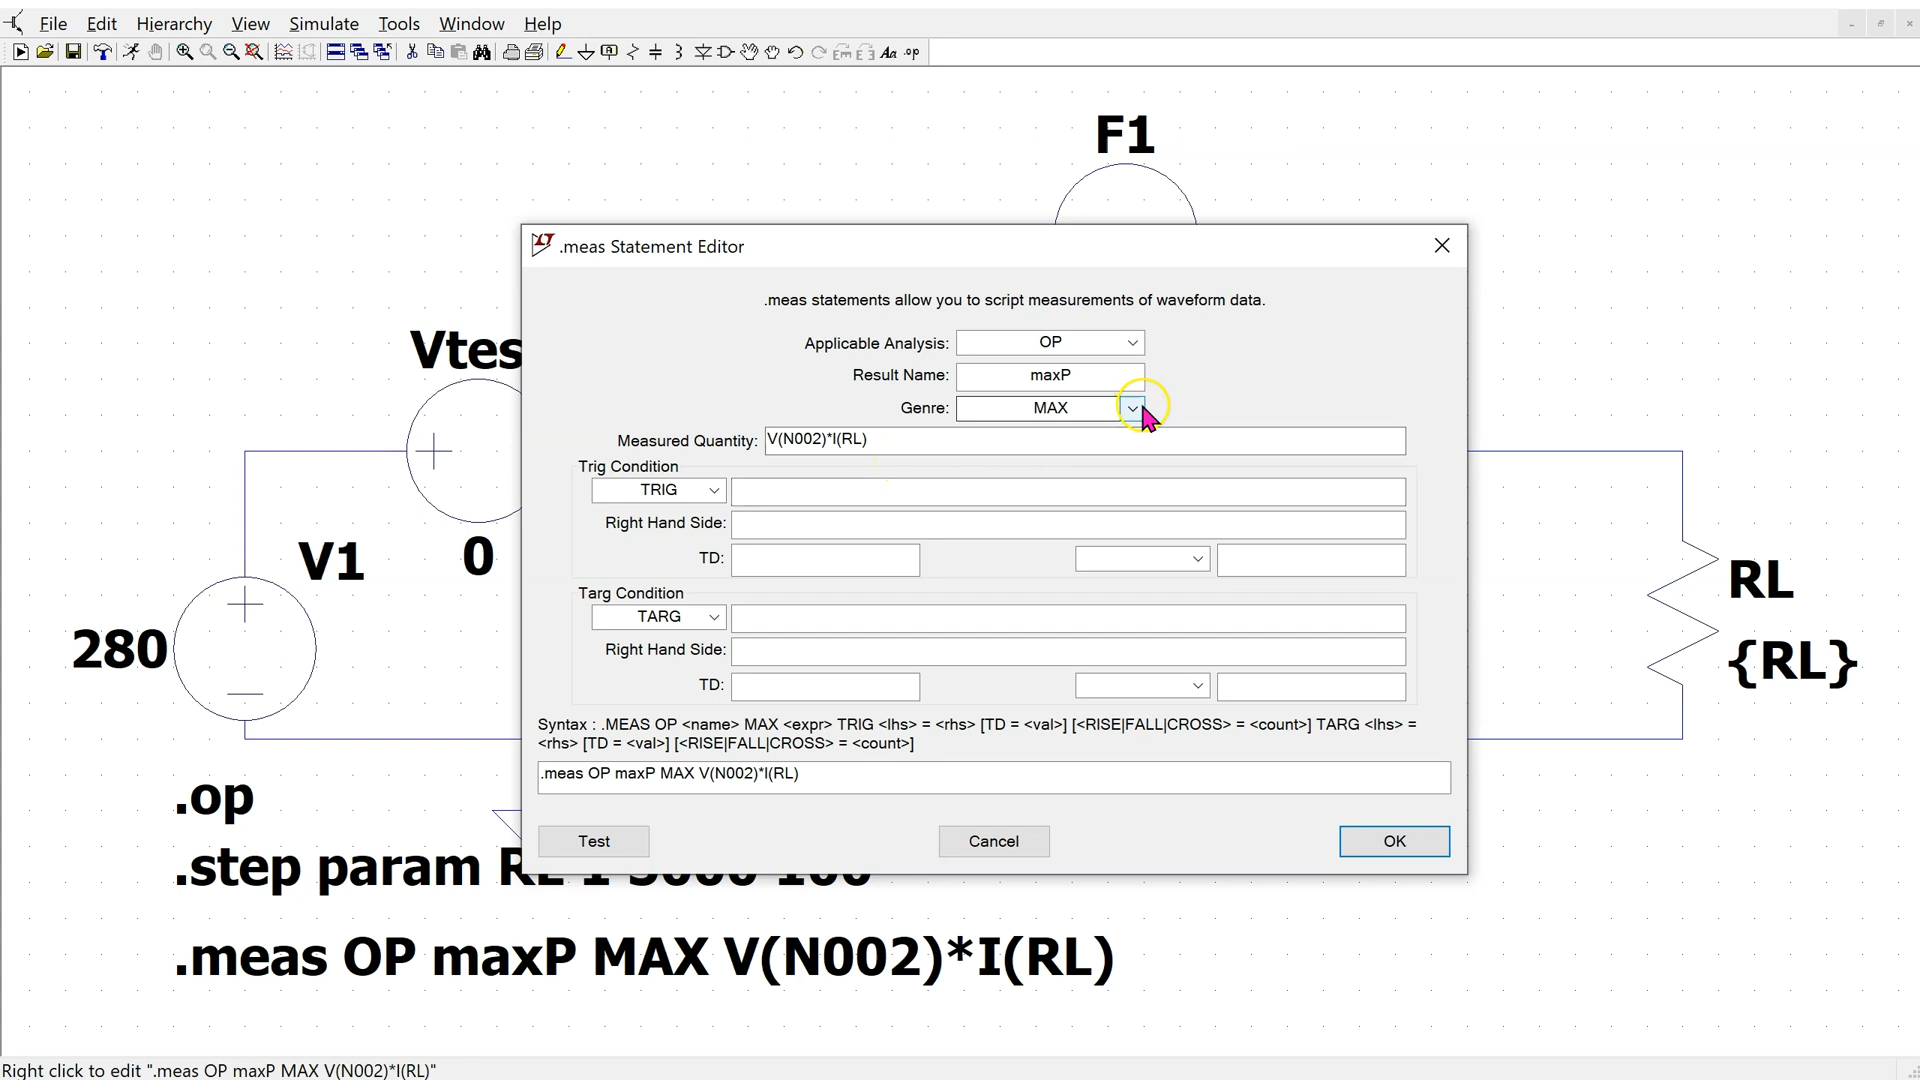 File Edit Hierarchy View Simulate Tools Window Help
Aa .op
F1
.meas Statement Editor
.meas statements allow you to script measurements of waveform data.
Applicable Analysis: OP
Result Name: maxP
Genre: MAX
Measured Quantity: V(N002)*I(RL)
Trig Condition
TRIG
Right Hand Side:
TD:
Targ Condition
TARG
Right Hand Side:
TD:
Syntax : .MEAS OP <name> MAX <expr> TRIG <lhs> = <rhs> [TD = <val>] [<RISE|FALL|CROSS> = <count>] TARG <lhs> =
<rhs> [TD = <val>] [<RISE|FALL|CROSS> = <count>]
.meas OP maxP MAX V(N002)*I(RL)
Test Cancel OK
Vtes
0
V1
280
RL
{RL}
.op
.step param
.meas OP maxP MAX V(N002)*I(RL)
Right click to edit ".meas OP maxP MAX V(N002)*I(RL)"